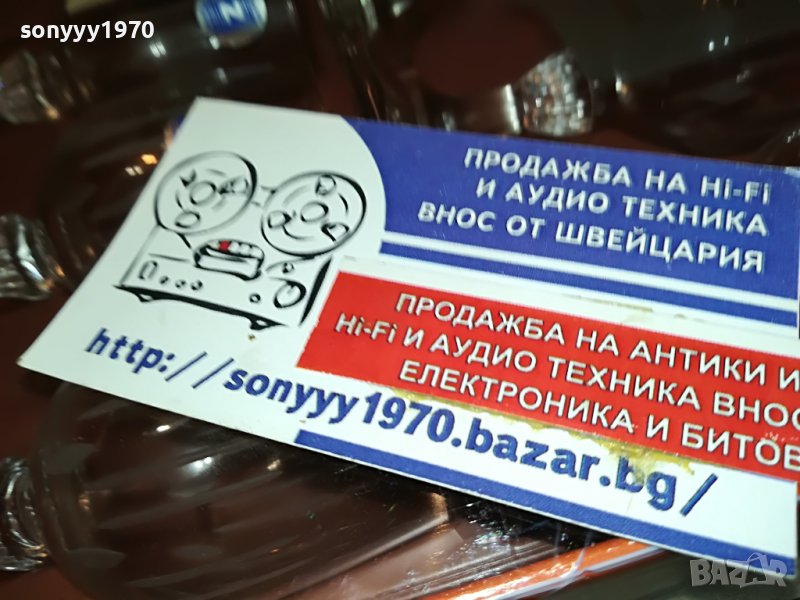 sonyyy1970
N
ПРОДАЖБА НА Hi-Fi
И АУДИО ТЕХНИКА
ВНОС ОТ ШВЕЙЦАРИЯ
ПРОДАЖБА НА АНТИКИ И
Hi-Fi И АУДИО ТЕХНИКА ВНОС
ЕЛЕКТРОНИКА И БИТОВ
http://sonyyy1970.bazar.bg/
BAZAR